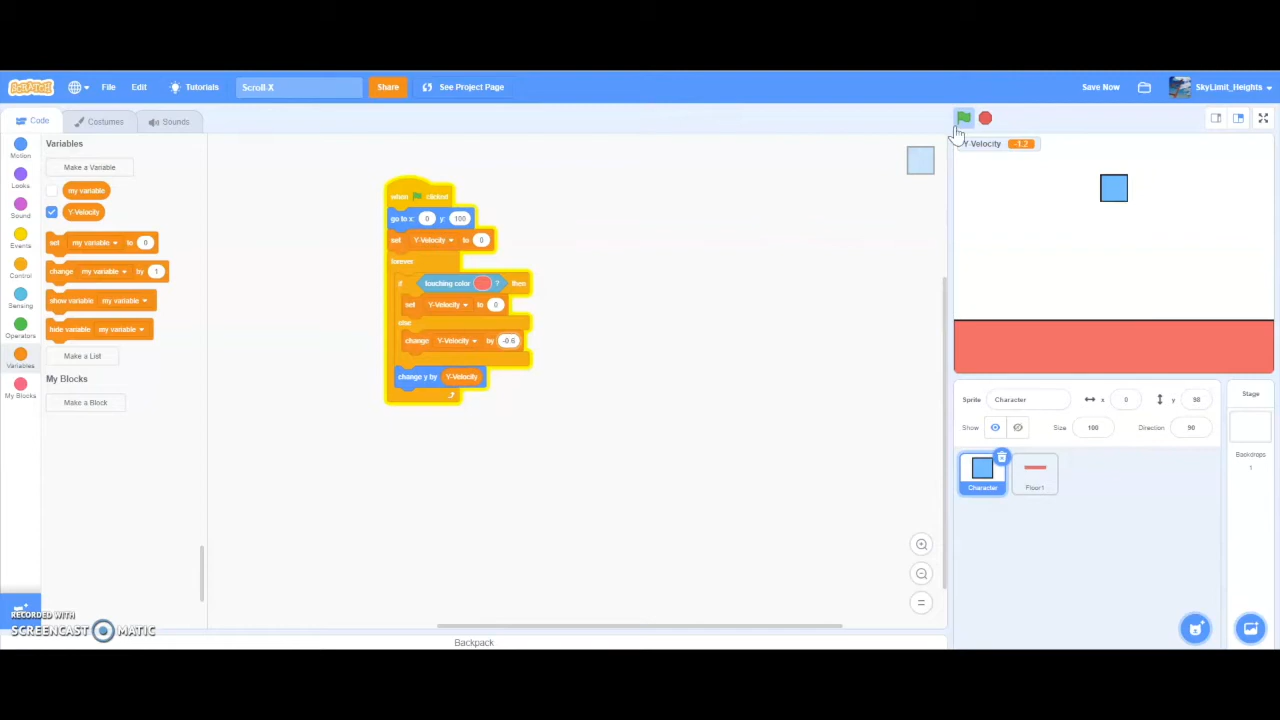 SCRATCH File Edit Tutorials Scroll X Share See Project Page Save Now SkyLimit_Heights
Code Costumes Sounds
Motion
Looks
Sound
Events
Control
Sensing
Operators
Variables
My Blocks
Variables
Make a Variable
my variable
Y-Velocity
set my variable to 0
change my variable by 1
show variable my variable
hide variable my variable
Make a List
My Blocks
Make a Block
when clicked
go to x: 0 y: 100
set Y-Velocity to 0
forever
if touching color ? then
set Y-Velocity to 0
else
change Y-Velocity by -0.6
change y by Y-Velocity
Y-Velocity -1.2
Sprite Character x 0 y 98
Show Size 100 Direction 90
Character
Floor1
Stage
Backdrops
1
Backpack
RECORDED WITH
SCREENCAST MATIC